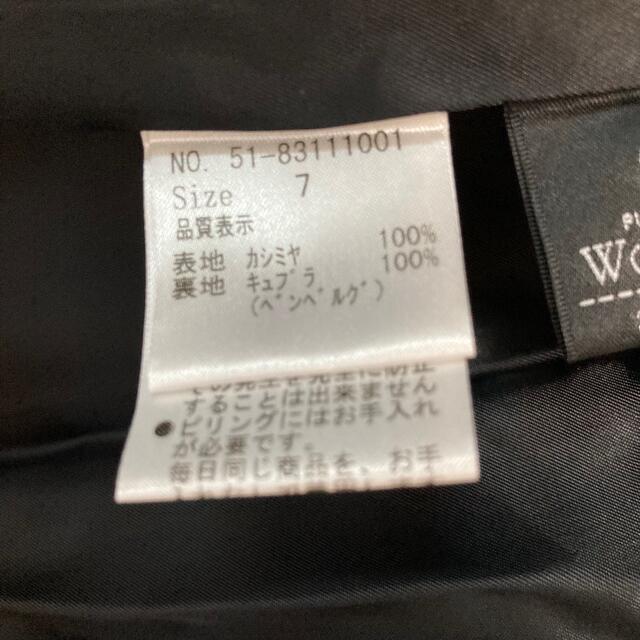 NO. 51-83111001
Size 7
品質表示
表地 カシミヤ 100%
裏地 キュプラ 100%
(ベンベルグ)
するこは出来ません
ピリングにはお手入れ
が必要です。
毎日同じ商品を、お手
Wo